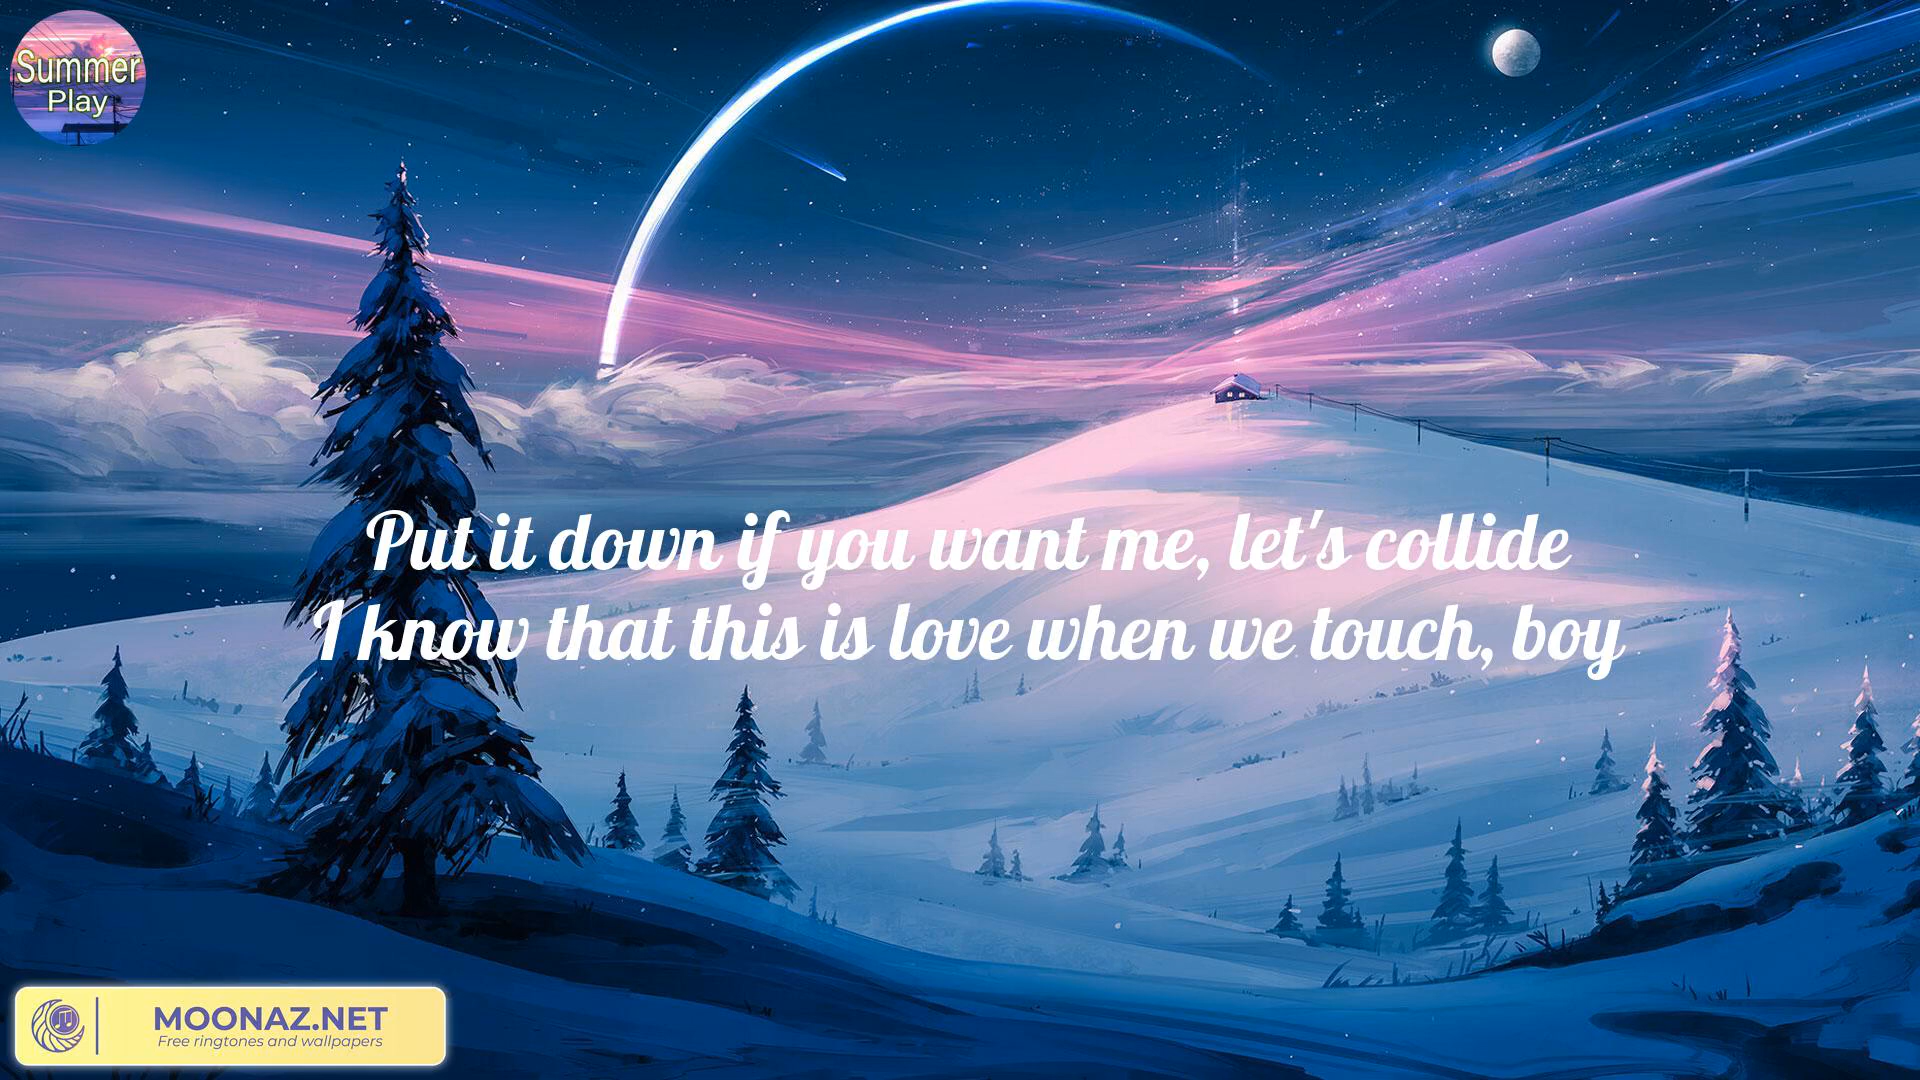 Summer
Play
Put it down if you want me, let's collide
I know that this is love when we touch, boy
MOONAZ.NET
Free ringtones and wallpapers